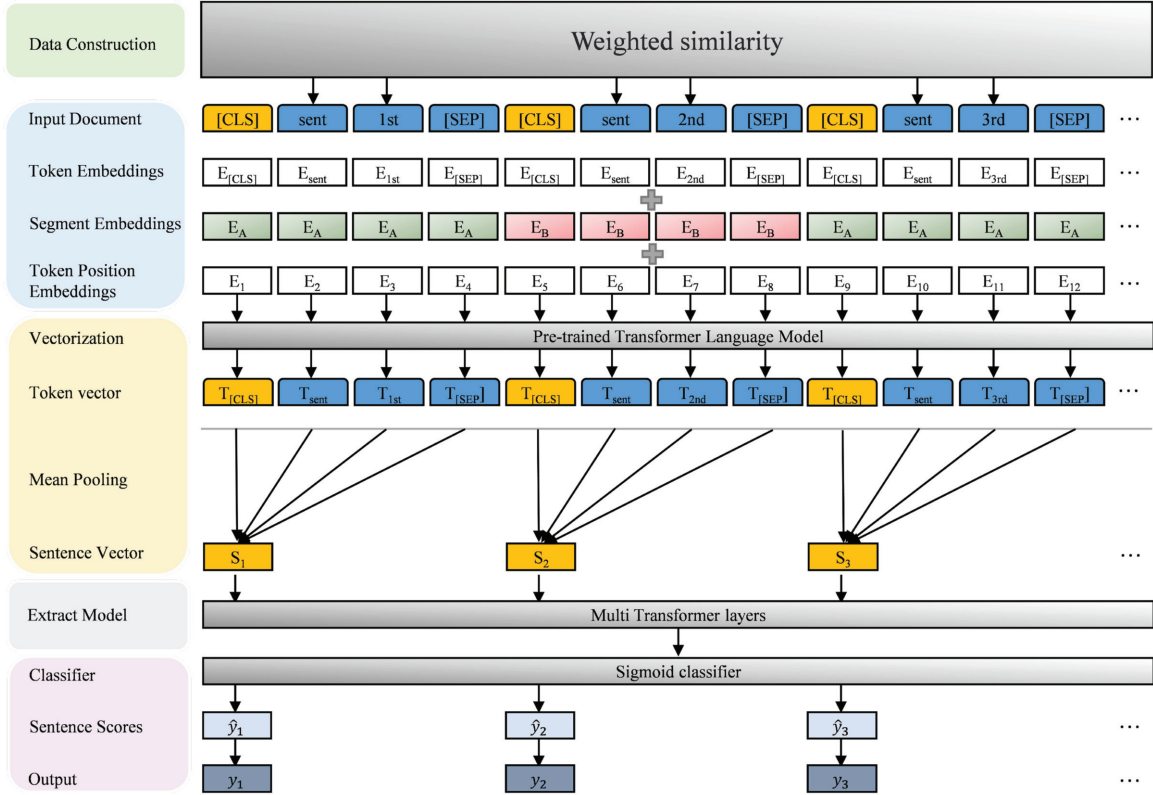 Data Construction Weighted similarity
Input Document [CLS] sent 1st [SEP] [CLS] sent 2nd [SEP] [CLS] sent 3rd [SEP] ...
Token Embeddings E[CLS] Esent E1st E[SEP] E[CLS] Esent E2nd E[SEP] E[CLS] Esent E3rd E[SEP] ...
Segment Embeddings EA EA EA EA EB EB EB EB EA EA EA EA ...
Token Position
Embeddings E1 E2 E3 E4 E5 E6 E7 E8 E9 E10 E11 E12 ...
Vectorization Pre-trained Transformer Language Model
Token vector T[CLS] Tsent T1st T[SEP] T[CLS] Tsent T2nd T[SEP] T[CLS] Tsent T3rd T[SEP] ...
Mean Pooling
Sentence Vector S1 S2 S3 ...
Extract Model Multi Transformer layers
Classifier Sigmoid classifier
Sentence Scores ŷ1 ŷ2 ŷ3 ...
Output y1 y2 y3 ...